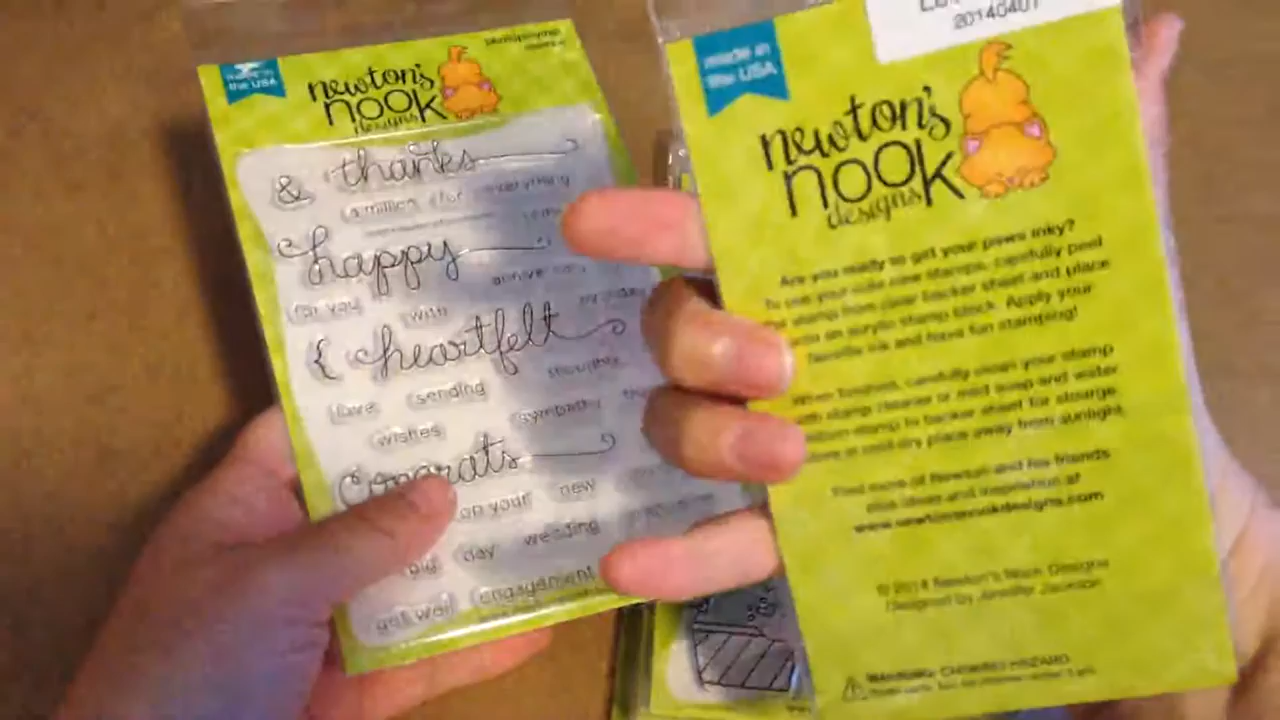 made in
the USA
newton's
nook
designs
& thanks
a million for everything
happy
anniversary
for you with birthday
{ heartfelt
love sending thoughts
wishes sympathy
congrats
on your new
big day wedding
get well engagement
20140401
made in
the USA
newton's
nook
designs
Are you ready to get your paws inky?
To use your cute new stamps, carefully peel
stamp from clear backer sheet and place
on an acrylic stamp block. Apply your
favorite ink and have fun stamping!
When finished, carefully clean your stamp
stamp cleaner or mild soap and water
stamp to backer sheet for storage
in cool dry place away from sunlight
Find more of Newton and his friends
plus ideas and inspiration at
www.newtonsnookdesigns.com
© 2014 Newton's Nook Designs
Designed by Jennifer Jackson
WARNING: CHOKING HAZARD